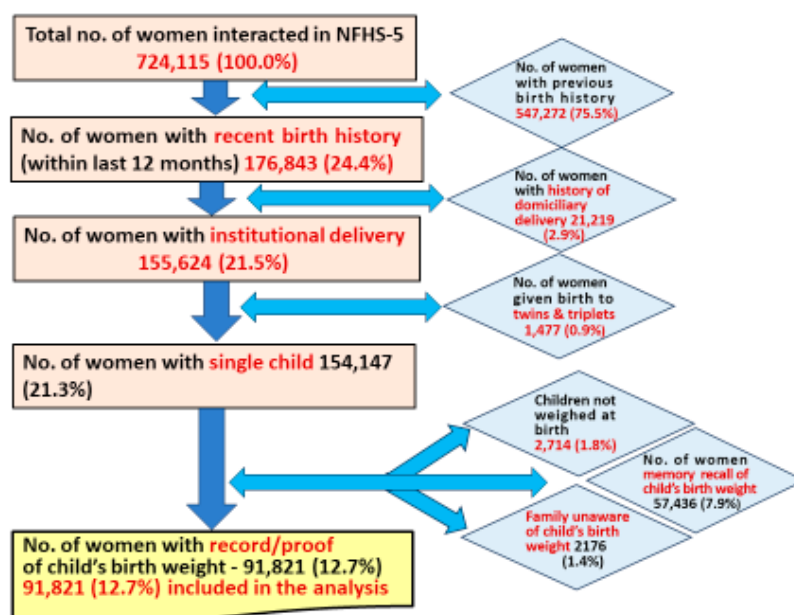 Total no. of women interacted in NFHS-5
724,115 (100.0%)
No. of women
with previous
birth history
547,272 (75.5%)
No. of women with recent birth history
(within last 12 months) 176,843 (24.4%)
No. of women
with history of
domiciliary
delivery 21,219
(2.9%)
No. of women with institutional delivery
155,624 (21.5%)
No. of women
given birth to
twins & triplets
1,477 (0.9%)
No. of women with single child 154,147
(21.3%)
Children not
weighed at
birth
2,714 (1.8%)
No. of women
memory recall of
child's birth weight
57,436 (7.9%)
Family unaware
of child's birth
weight 2176
(1.4%)
No. of women with record/proof
of child's birth weight - 91,821 (12.7%)
91,821 (12.7%) included in the analysis